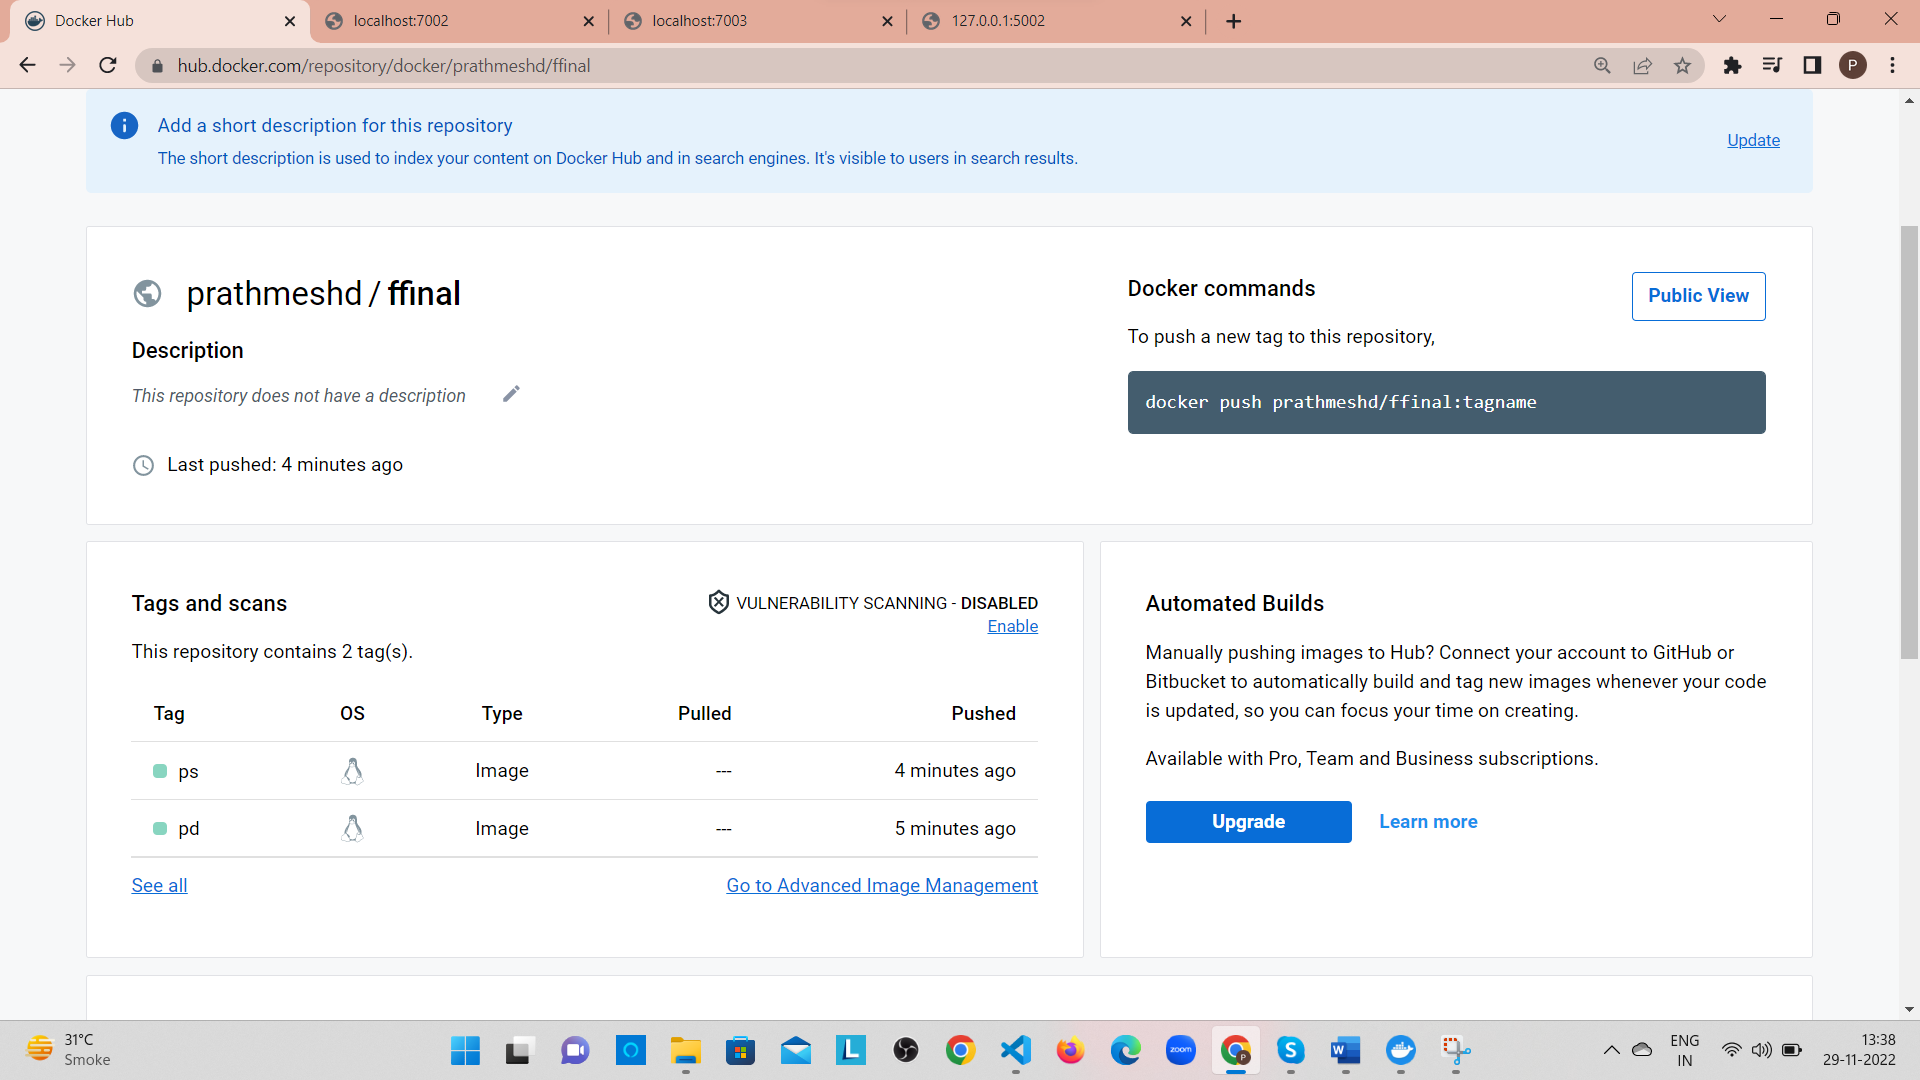 Docker Hub
localhost:7002
localhost:7003
127.0.0.1:5002
hub.docker.com/repository/docker/prathmeshd/ffinal
P
Add a short description for this repository
The short description is used to index your content on Docker Hub and in search engines. It's visible to users in search results.
Update
prathmeshd / ffinal
Description
This repository does not have a description
Last pushed: 4 minutes ago
Docker commands
Public View
To push a new tag to this repository,
docker push prathmeshd/ffinal:tagname
Tags and scans
VULNERABILITY SCANNING - DISABLED
Enable
This repository contains 2 tag(s).
Tag OS Type Pulled Pushed
ps Image --- 4 minutes ago
pd Image --- 5 minutes ago
See all
Go to Advanced Image Management
Automated Builds
Manually pushing images to Hub? Connect your account to GitHub or
Bitbucket to automatically build and tag new images whenever your code
is updated, so you can focus your time on creating.
Available with Pro, Team and Business subscriptions.
Upgrade
Learn more
31°C
Smoke
L
zoom
P
S
W
ENG
IN
13:38
29-11-2022